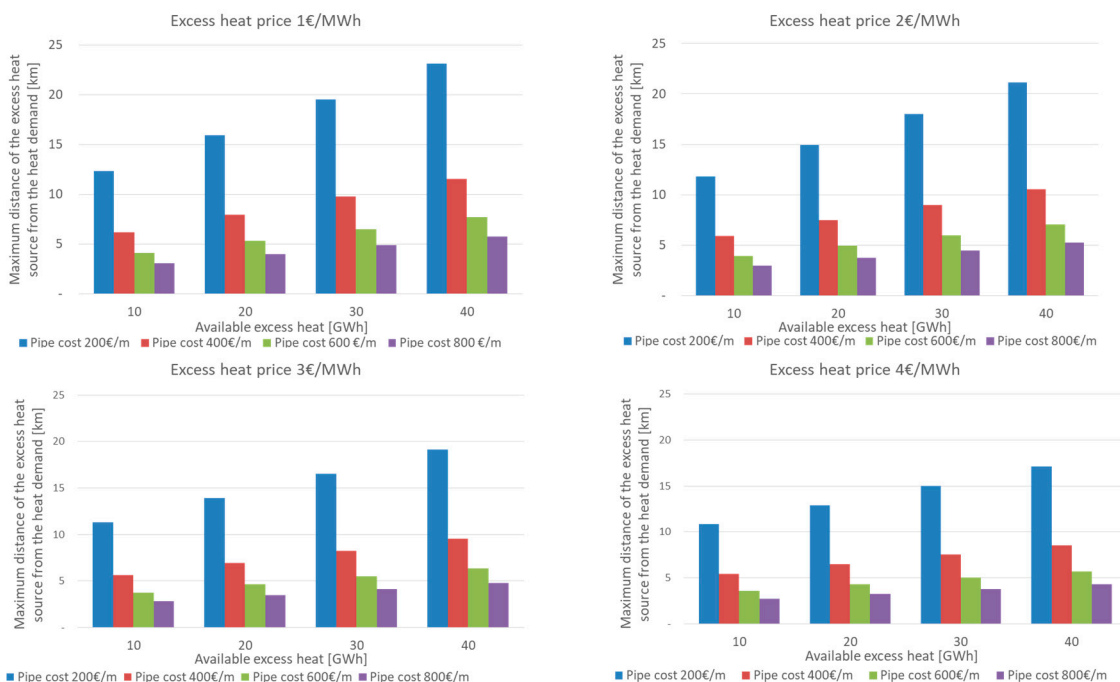 Excess heat price 1€/MWh
Maximum distance of the excess heat
source from the heat demand [km]
25
20
15
10
5
-
10 20 30 40
Available excess heat [GWh]
Pipe cost 200€/m Pipe cost 400€/m Pipe cost 600 €/m Pipe cost 800 €/m
Excess heat price 2€/MWh
Maximum distance of the excess heat
source from the heat demand [km]
25
20
15
10
5
-
10 20 30 40
Available excess heat [GWh]
Pipe cost 200€/m Pipe cost 400€/m Pipe cost 600€/m Pipe cost 800€/m
Excess heat price 3€/MWh
Maximum distance of the excess heat
source from the heat demand [km]
25
20
15
10
5
-
10 20 30 40
Available excess heat [GWh]
Pipe cost 200€/m Pipe cost 400€/m Pipe cost 600€/m Pipe cost 800€/m
Excess heat price 4€/MWh
Maximum distance of the excess heat
source from the heat demand [km]
25
20
15
10
5
-
10 20 30 40
Available excess heat [GWh]
Pipe cost 200€/m Pipe cost 400€/m Pipe cost 600€/m Pipe cost 800€/m